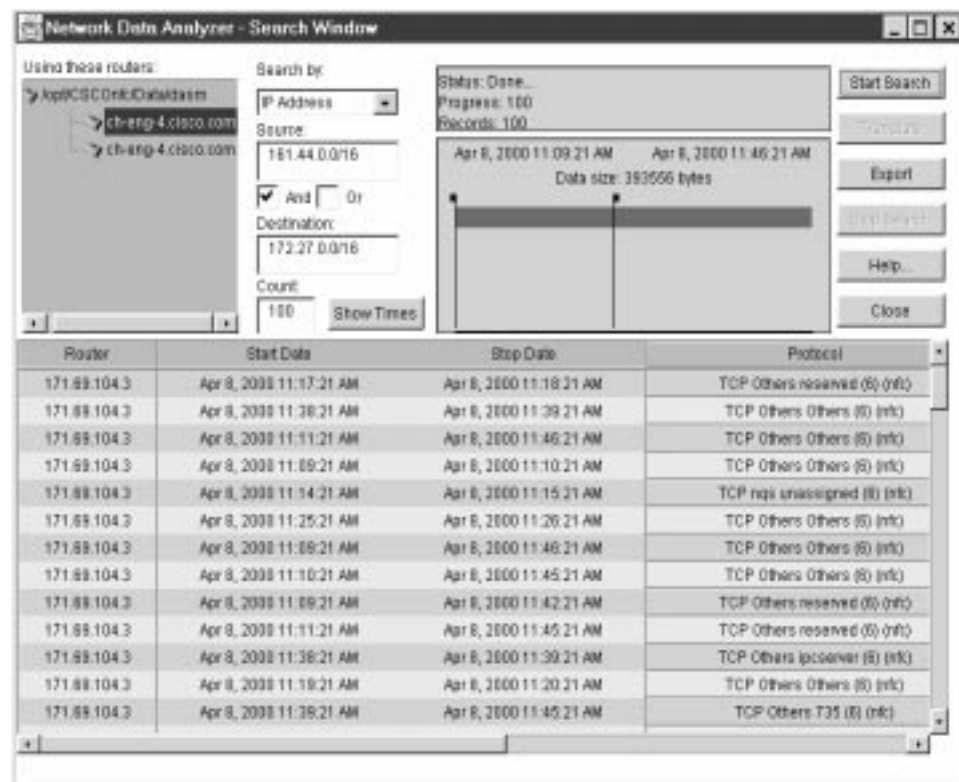 Network Data Analyzer - Search Window
Using these routers:
/opt/CSCOnfc/Data/dasm
ch-eng-4.cisco.com
ch-eng-4.cisco.com
Search by:
IP Address
Source:
161.44.0.0/16
And Or
Destination:
172.27.0.0/16
Count:
100 Show Times
Status: Done...
Progress: 100
Records: 100
Apr 8, 2000 11:09:21 AM Apr 8, 2000 11:46:21 AM
Data size: 393556 bytes
Start Search
Export
Stop Search
Help...
Close
Router Start Date Stop Date Protocol
171.69.104.3 Apr 8, 2000 11:17:21 AM Apr 8, 2000 11:18:21 AM TCP Others reserved (6) (nfc)
171.69.104.3 Apr 8, 2000 11:38:21 AM Apr 8, 2000 11:39:21 AM TCP Others Others (6) (nfc)
171.69.104.3 Apr 8, 2000 11:11:21 AM Apr 8, 2000 11:46:21 AM TCP Others Others (6) (nfc)
171.69.104.3 Apr 8, 2000 11:09:21 AM Apr 8, 2000 11:10:21 AM TCP Others Others (6) (nfc)
171.69.104.3 Apr 8, 2000 11:14:21 AM Apr 8, 2000 11:15:21 AM TCP nqs unassigned (6) (nfc)
171.69.104.3 Apr 8, 2000 11:25:21 AM Apr 8, 2000 11:26:21 AM TCP Others Others (6) (nfc)
171.69.104.3 Apr 8, 2000 11:09:21 AM Apr 8, 2000 11:46:21 AM TCP Others Others (6) (nfc)
171.69.104.3 Apr 8, 2000 11:10:21 AM Apr 8, 2000 11:45:21 AM TCP Others Others (6) (nfc)
171.69.104.3 Apr 8, 2000 11:09:21 AM Apr 8, 2000 11:42:21 AM TCP Others reserved (6) (nfc)
171.69.104.3 Apr 8, 2000 11:11:21 AM Apr 8, 2000 11:45:21 AM TCP Others reserved (6) (nfc)
171.69.104.3 Apr 8, 2000 11:38:21 AM Apr 8, 2000 11:39:21 AM TCP Others ipcserver (6) (nfc)
171.69.104.3 Apr 8, 2000 11:19:21 AM Apr 8, 2000 11:20:21 AM TCP Others Others (6) (nfc)
171.69.104.3 Apr 8, 2000 11:39:21 AM Apr 8, 2000 11:45:21 AM TCP Others 735 (6) (nfc)